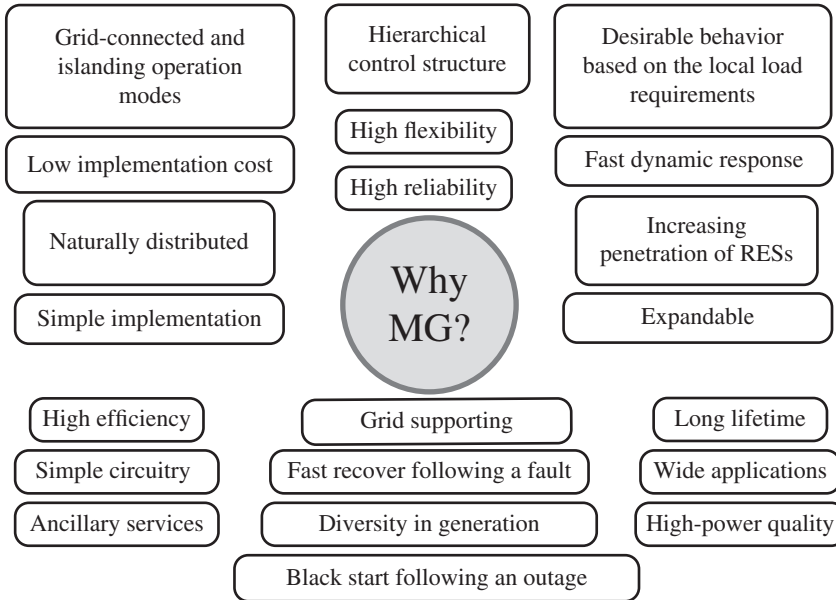 Grid-connected and
islanding operation
modes
Hierarchical
control structure
Desirable behavior
based on the local load
requirements
High flexibility
Low implementation cost
Fast dynamic response
High reliability
Naturally distributed
Increasing
penetration of RESs
Why
MG?
Simple implementation
Expandable
High efficiency
Grid supporting
Long lifetime
Simple circuitry
Fast recover following a fault
Wide applications
Ancillary services
Diversity in generation
High-power quality
Black start following an outage